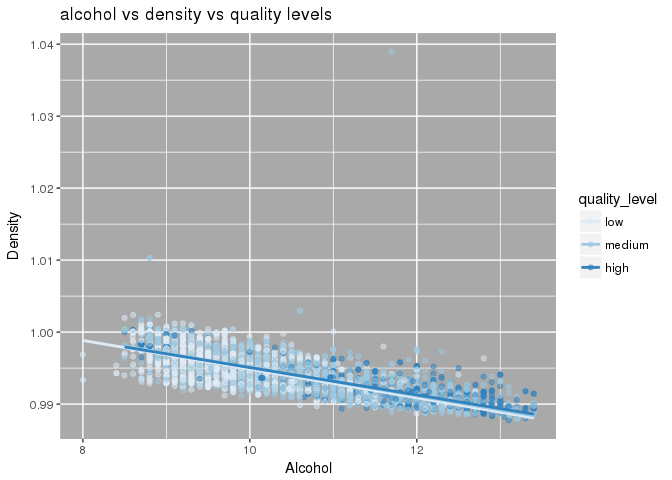 alcohol vs density vs quality levels
1.04
1.03
1.02
1.01
1.00
0.99
Density
8
10
12
Alcohol
quality_level
low
medium
high